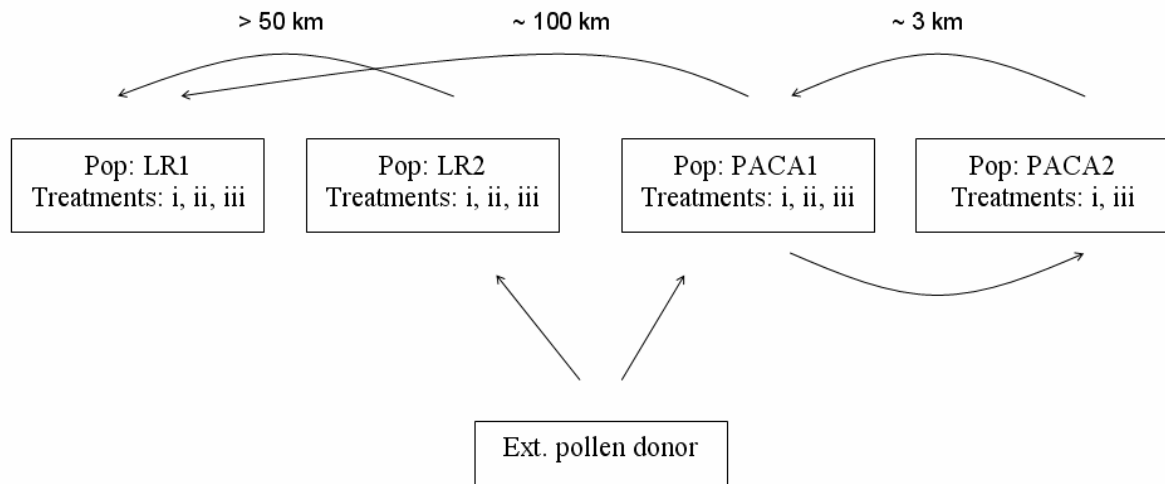 > 50 km
~ 100 km
~ 3 km
Pop: LR1
Treatments: i, ii, iii
Pop: LR2
Treatments: i, ii, iii
Pop: PACA1
Treatments: i, ii, iii
Pop: PACA2
Treatments: i, iii
Ext. pollen donor